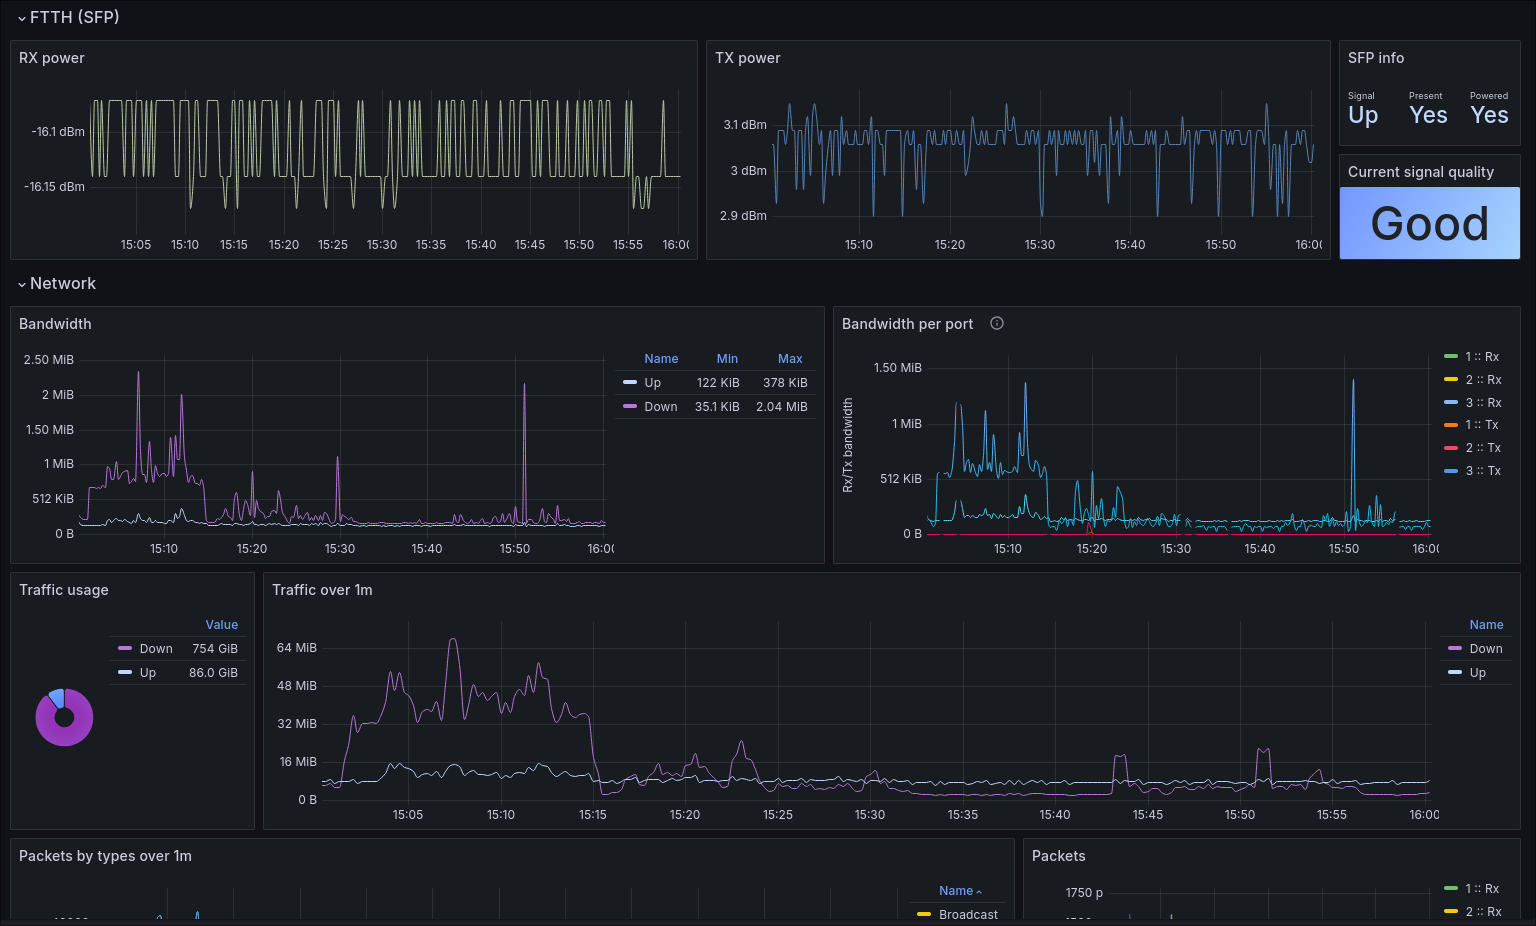 FTTH (SFP)
RX power
-16.1 dBm
-16.15 dBm
15:05 15:10 15:15 15:20 15:25 15:30 15:35 15:40 15:45 15:50 15:55 16:00
TX power
3.1 dBm
3 dBm
2.9 dBm
15:10 15:20 15:30 15:40 15:50 16:00
SFP info
Signal Present Powered
Up Yes Yes
Current signal quality
Good
Network
Bandwidth
2.50 MiB
2 MiB
1.50 MiB
1 MiB
512 KiB
0 B
15:10 15:20 15:30 15:40 15:50 16:00
Name Min Max
Up 122 KiB 378 KiB
Down 35.1 KiB 2.04 MiB
Bandwidth per port
Rx/Tx bandwidth
1.50 MiB
1 MiB
512 KiB
0 B
15:10 15:20 15:30 15:40 15:50 16:00
1 :: Rx
2 :: Rx
3 :: Rx
1 :: Tx
2 :: Tx
3 :: Tx
Traffic usage
Value
Down 754 GiB
Up 86.0 GiB
Traffic over 1m
64 MiB
48 MiB
32 MiB
16 MiB
0 B
15:05 15:10 15:15 15:20 15:25 15:30 15:35 15:40 15:45 15:50 15:55 16:00
Name
Down
Up
Packets by types over 1m
Name
Broadcast
Packets
1750 p
1 :: Rx
2 :: Rx